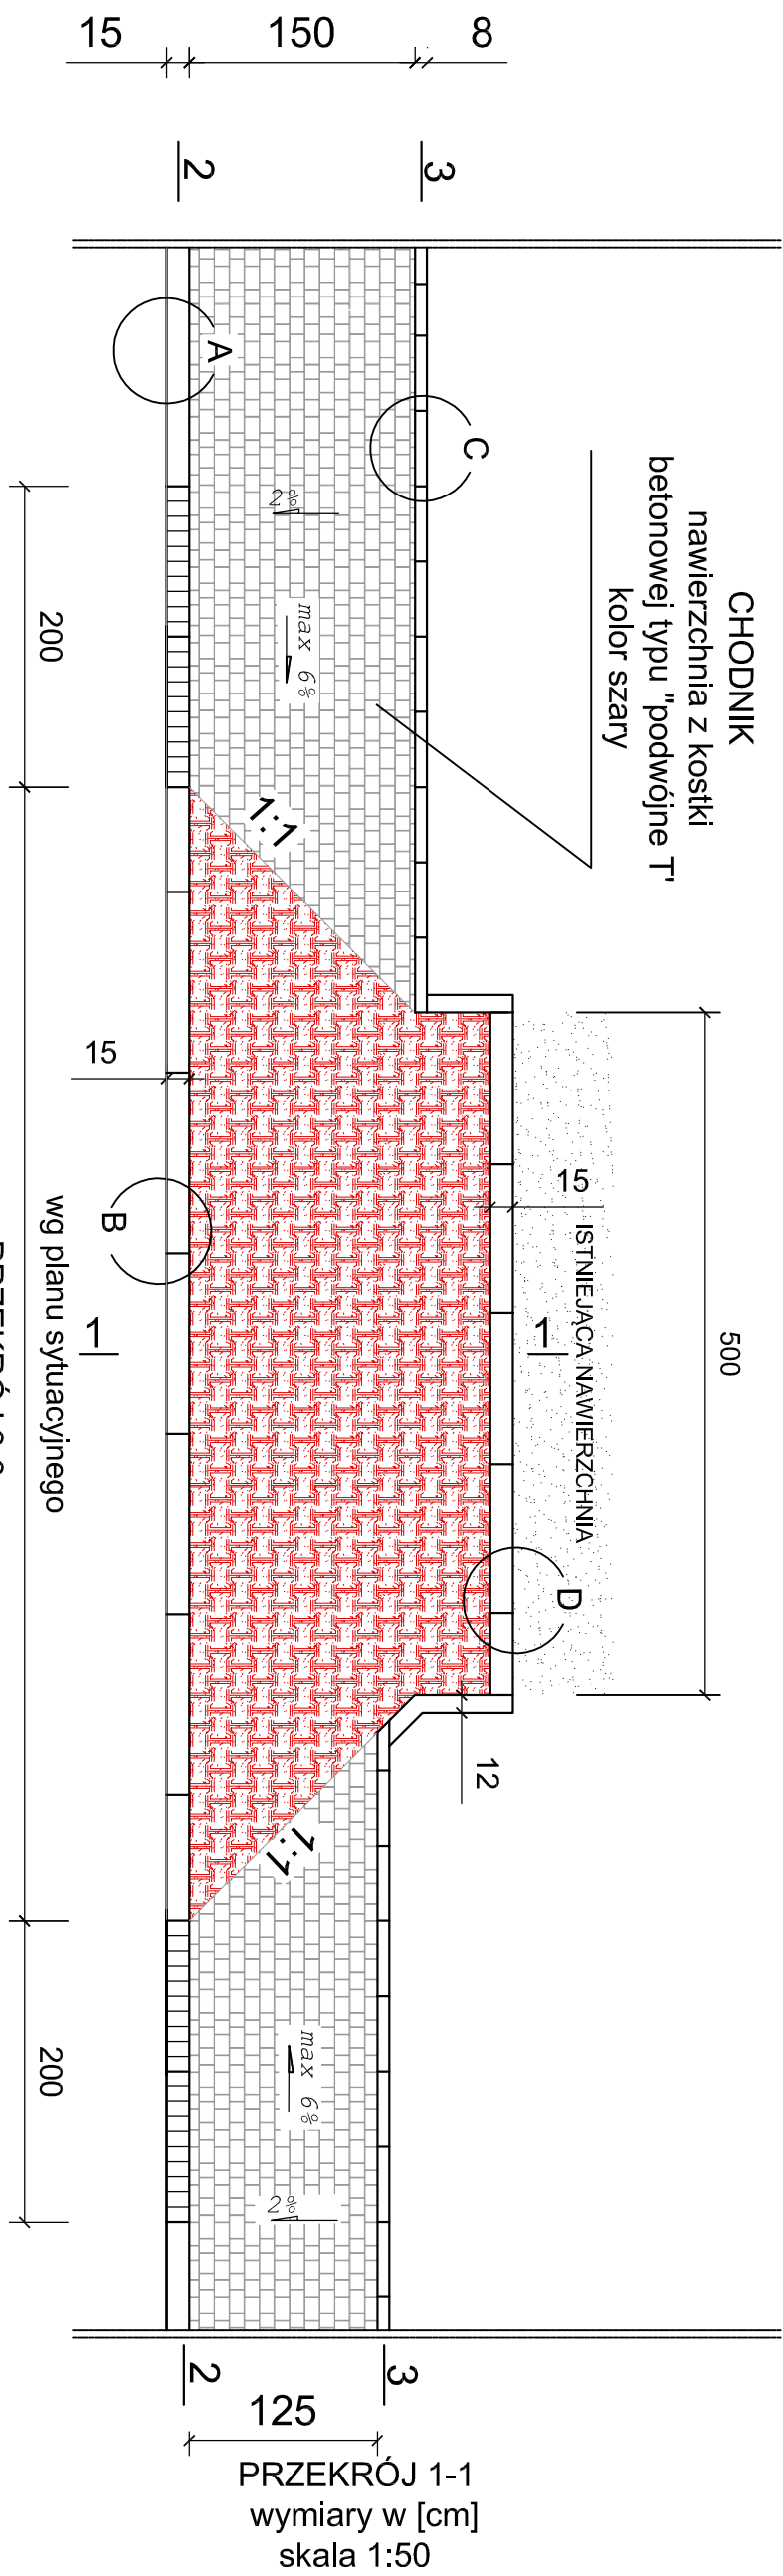 15
150
8
2
3
A
C
CHODNIK
nawierzchnia z kostki
betonowej typu "podwójne T'
kolor szary
2%
max 6%
200
1:1
15
B
wg planu sytuacyjnego
1
15
ISTNIEJĄCA NAWIERZCHNIA
1
500
D
12
1:1
max 6%
2%
200
2
3
125
PRZEKRÓJ 1-1
wymiary w [cm]
skala 1:50